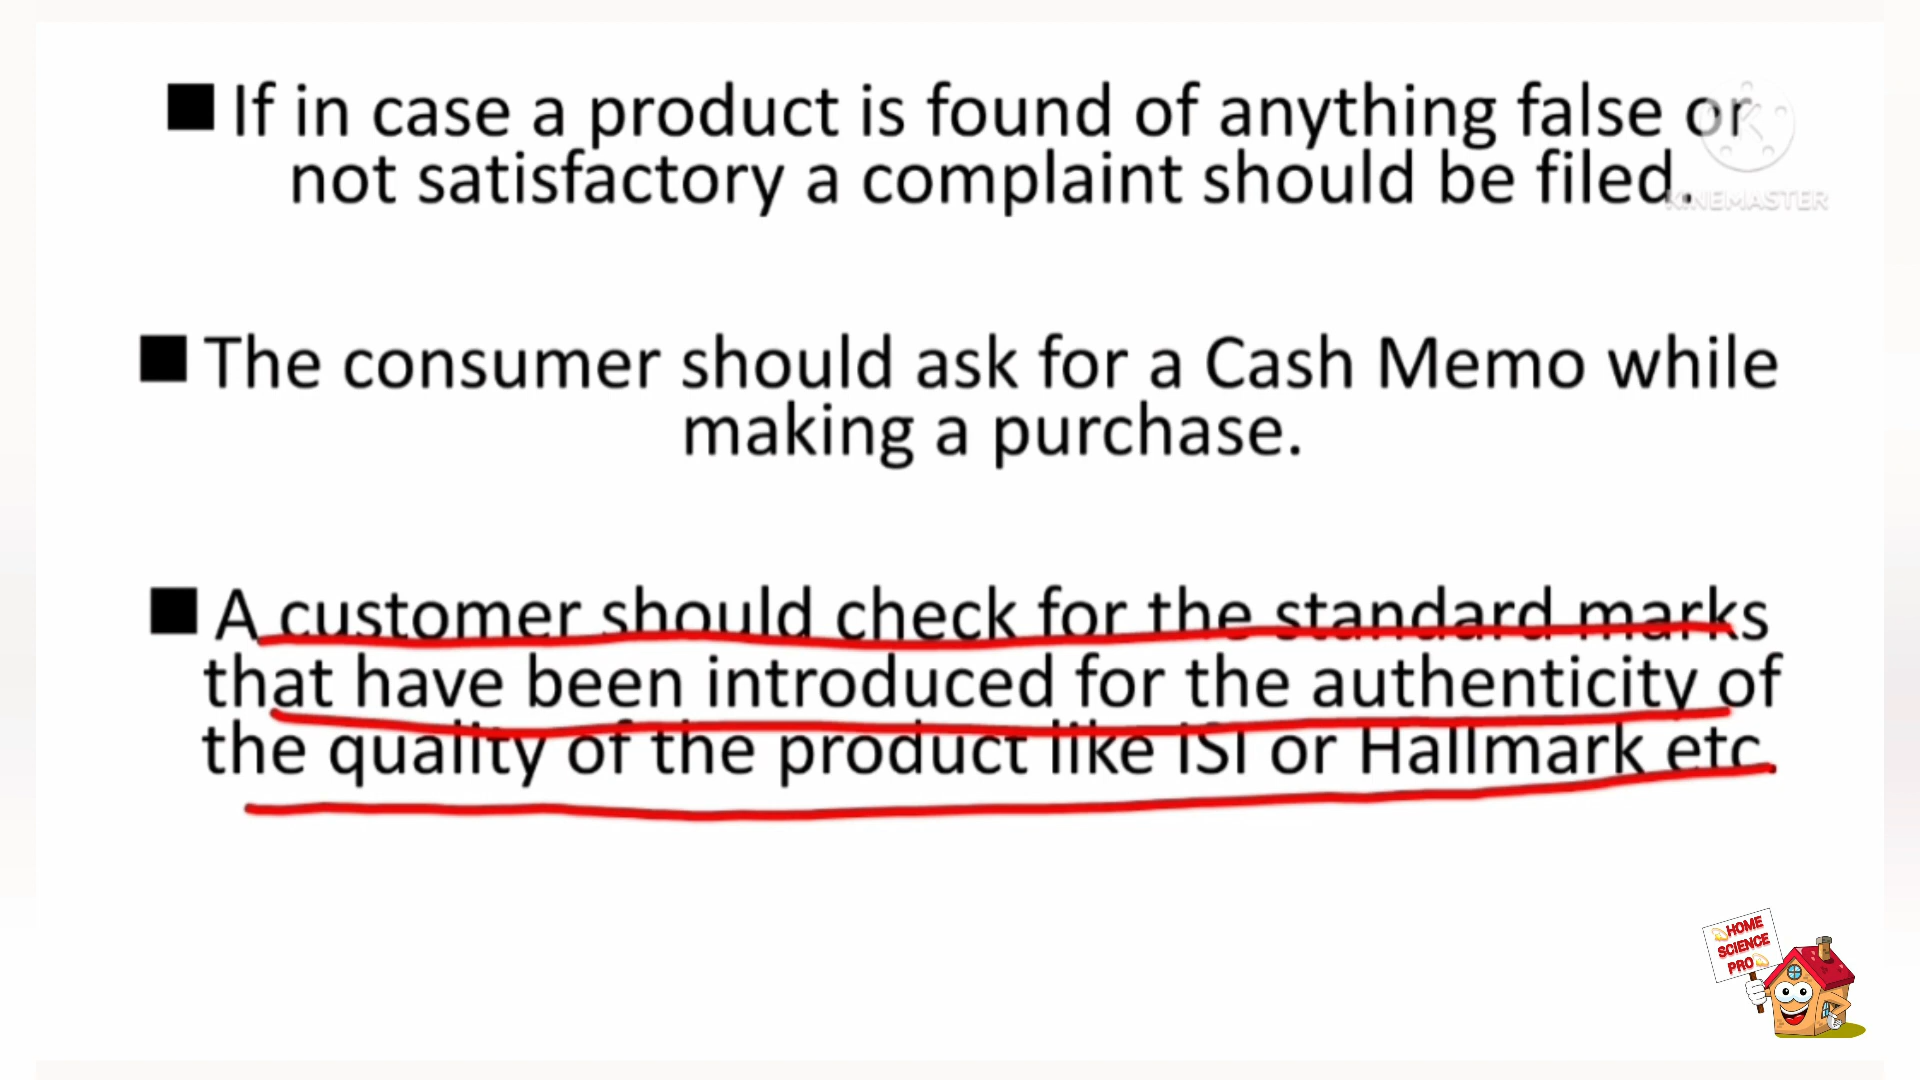 ■ If in case a product is found of anything false or
not satisfactory a complaint should be filed.
KINEMASTER
■ The consumer should ask for a Cash Memo while
making a purchase.
■ A customer should check for the standard marks
that have been introduced for the authenticity of
the quality of the product like ISI or Hallmark etc.
HOME
SCIENCE
PRO